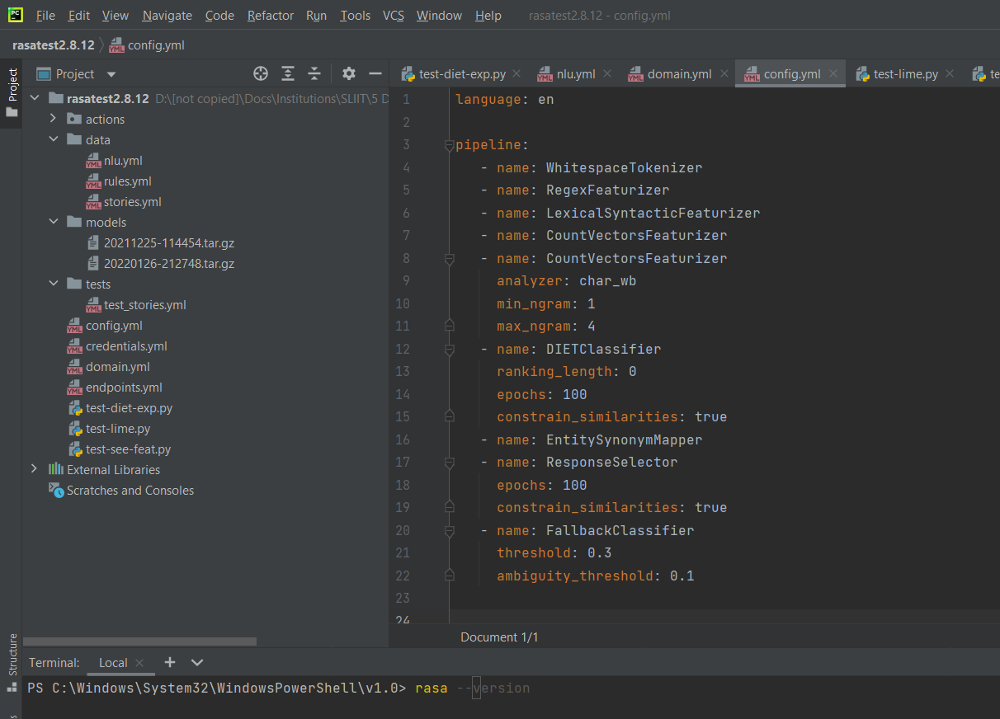 PC File Edit View Navigate Code Refactor Run Tools VCS Window Help rasatest2.8.12 - config.yml
rasatest2.8.12 config.yml
Project
Project
rasatest2.8.12 D:\[not copied]\Docs\Institutions\SLIIT\5 D
actions
data
nlu.yml
rules.yml
stories.yml
models
20211225-114454.tar.gz
20220126-212748.tar.gz
tests
test_stories.yml
config.yml
credentials.yml
domain.yml
endpoints.yml
test-diet-exp.py
test-lime.py
test-see-feat.py
External Libraries
Scratches and Consoles
test-diet-exp.py nlu.yml domain.yml config.yml test-lime.py te
1 language: en
2
3 pipeline:
4 - name: WhitespaceTokenizer
5 - name: RegexFeaturizer
6 - name: LexicalSyntacticFeaturizer
7 - name: CountVectorsFeaturizer
8 - name: CountVectorsFeaturizer
9 analyzer: char_wb
10 min_ngram: 1
11 max_ngram: 4
12 - name: DIETClassifier
13 ranking_length: 0
14 epochs: 100
15 constrain_similarities: true
16 - name: EntitySynonymMapper
17 - name: ResponseSelector
18 epochs: 100
19 constrain_similarities: true
20 - name: FallbackClassifier
21 threshold: 0.3
22 ambiguity_threshold: 0.1
23
24
Document 1/1
Structure
Terminal: Local
PS C:\Windows\System32\WindowsPowerShell\v1.0> rasa --version